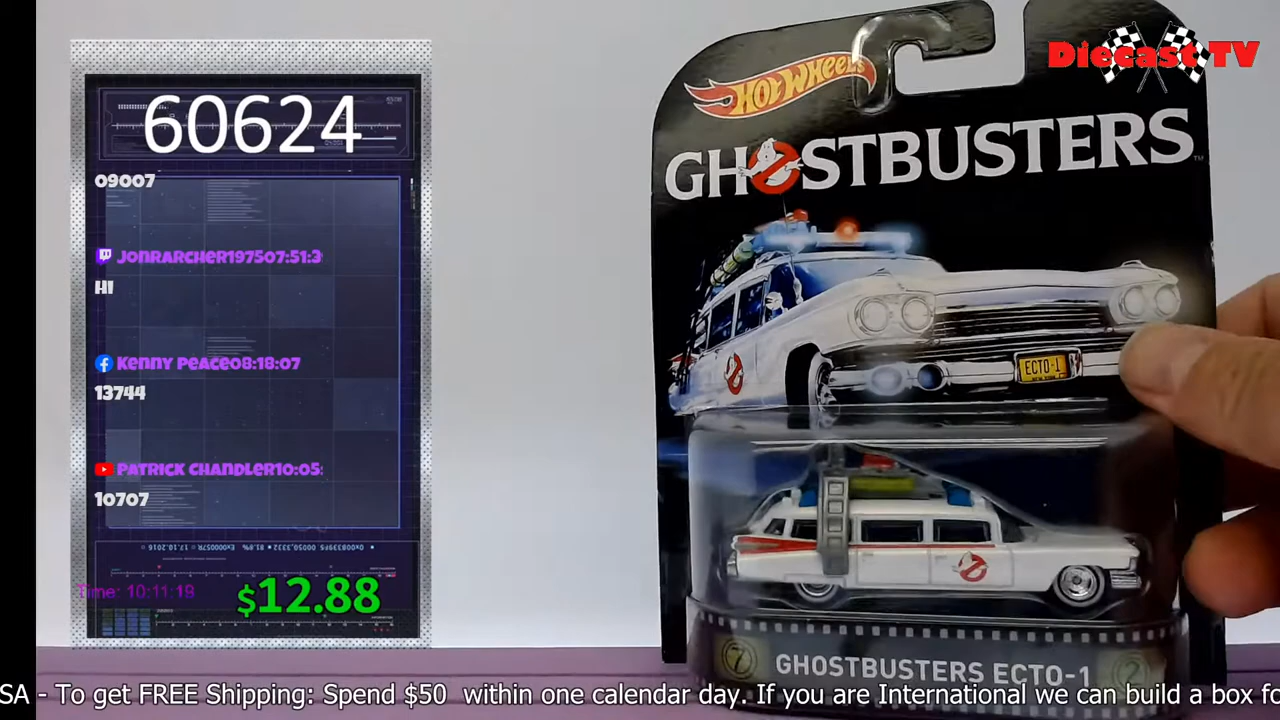 60624
09007
JONRARCHER197507:51:3
HI
KENNY PEACE08:18:07
13744
PATRICK CHANDLER10:05:
10707
Time: 10:11:19
$12.88
Diecast TV
HOT WHEELS
GHOSTBUSTERS™
ECTO-1
GHOSTBUSTERS ECTO-1
SA - To get FREE Shipping: Spend $50 within one calendar day. If you are International we can build a box fo